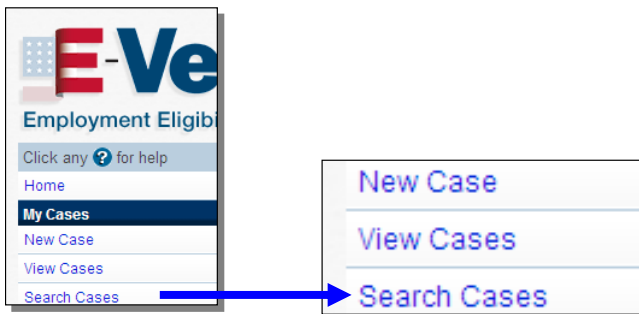 E-Ve
Employment Eligibi
Click any ? for help
Home
My Cases
New Case
View Cases
Search Cases
New Case
View Cases
Search Cases